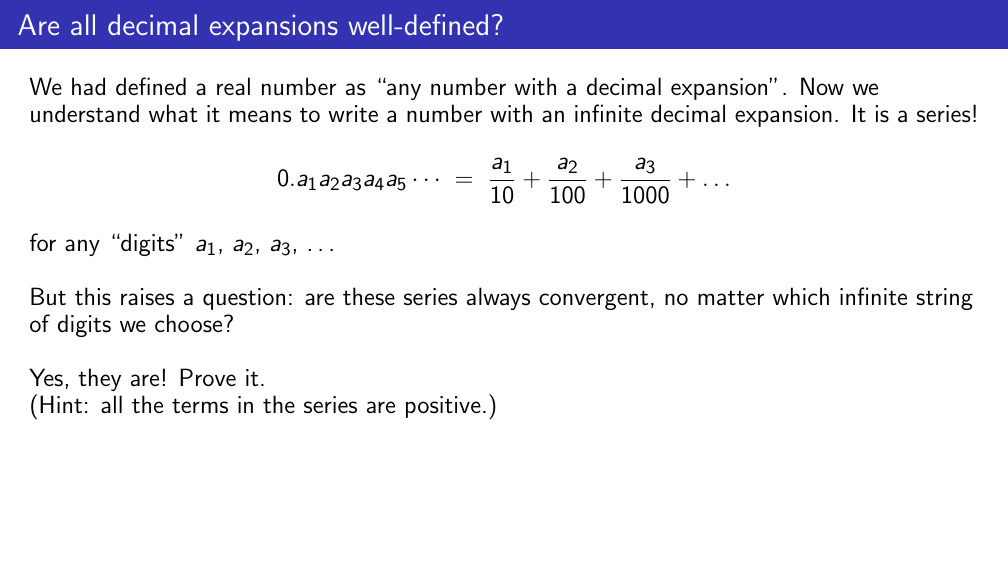 Are all decimal expansions well-defined?
We had defined a real number as “any number with a decimal expansion”. Now we
understand what it means to write a number with an infinite decimal expansion. It is a series!
0.a₁a₂a₃a₄a₅ ⋯ = a₁/10 + a₂/100 + a₃/1000 + …
for any “digits” a₁, a₂, a₃, …
But this raises a question: are these series always convergent, no matter which infinite string
of digits we choose?
Yes, they are! Prove it.
(Hint: all the terms in the series are positive.)